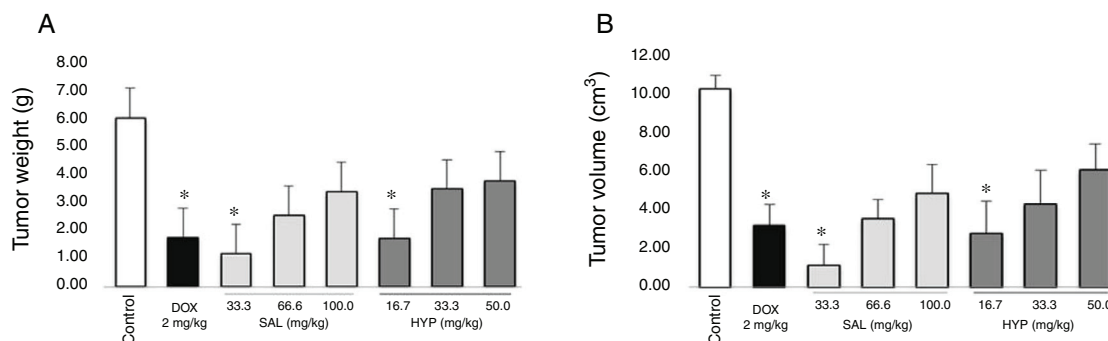 A
Tumor weight (g)
8.00
7.00
6.00
5.00
4.00
3.00
2.00
1.00
0.00
* * *
Control
DOX
2 mg/kg
33.3 66.6 100.0
SAL (mg/kg)
16.7 33.3 50.0
HYP (mg/kg)
B
Tumor volume (cm³)
12.00
10.00
8.00
6.00
4.00
2.00
0.00
* * *
Control
DOX
2 mg/kg
33.3 66.6 100.0
SAL (mg/kg)
16.7 33.3 50.0
HYP (mg/kg)